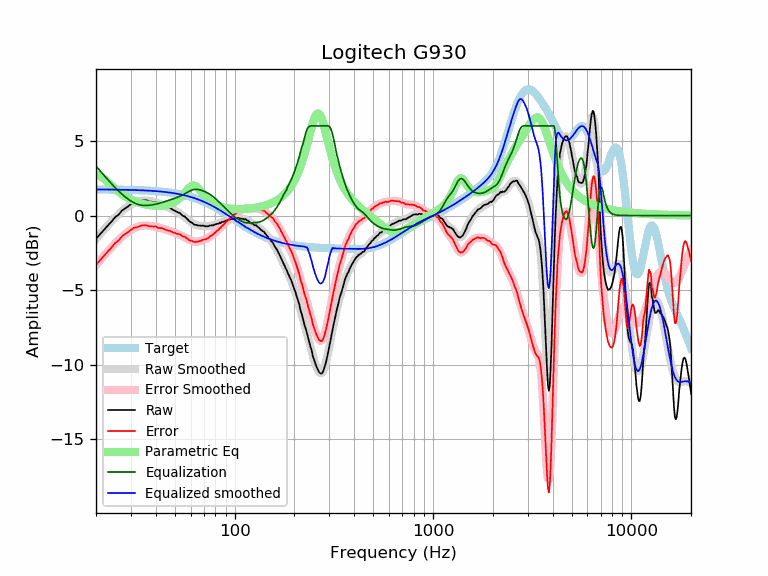 Logitech G930
Amplitude (dBr)
5
0
−5
−10
−15
Target
Raw Smoothed
Error Smoothed
Raw
Error
Parametric Eq
Equalization
Equalized smoothed
100
1000
10000
Frequency (Hz)